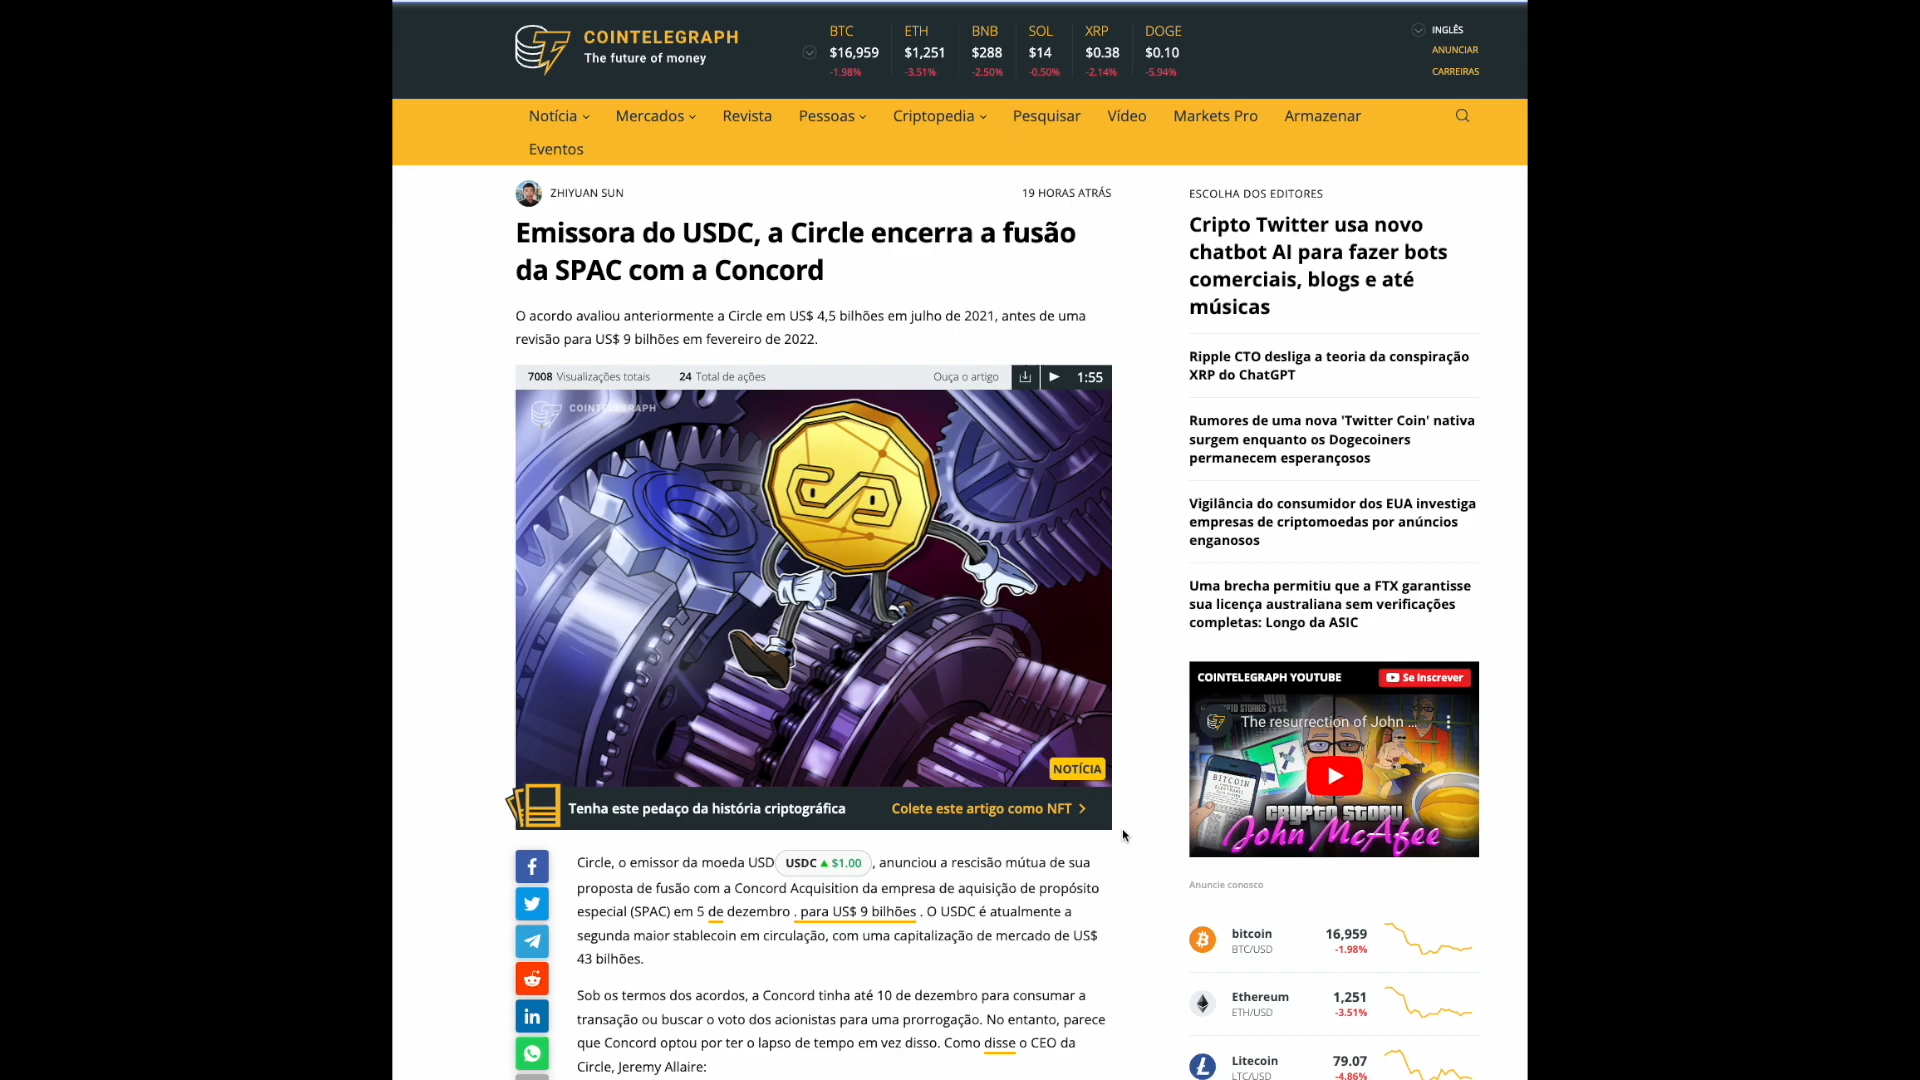 COINTELEGRAPH
The future of money
BTC
$16,959
-1.98%
ETH
$1,251
-3.51%
BNB
$288
-2.50%
SOL
$14
-0.50%
XRP
$0.38
-2.14%
DOGE
$0.10
-5.94%
INGLÊS
ANUNCIAR
CARREIRAS
Notícia Mercados Revista Pessoas Criptopedia Pesquisar Vídeo Markets Pro Armazenar
Eventos
ZHIYUAN SUN
19 HORAS ATRÁS
Emissora do USDC, a Circle encerra a fusão
da SPAC com a Concord
O acordo avaliou anteriormente a Circle em US$ 4,5 bilhões em julho de 2021, antes de uma
revisão para US$ 9 bilhões em fevereiro de 2022.
7008 Visualizações totais 24 Total de ações Ouça o artigo 1:55
COINTELEGRAPH
NOTÍCIA
Tenha este pedaço da história criptográfica Colete este artigo como NFT >
Circle, o emissor da moeda USD USDC ▲ $1.00 , anunciou a rescisão mútua de sua
proposta de fusão com a Concord Acquisition da empresa de aquisição de propósito
especial (SPAC) em 5 de dezembro . para US$ 9 bilhões . O USDC é atualmente a
segunda maior stablecoin em circulação, com uma capitalização de mercado de US$
43 bilhões.
Sob os termos dos acordos, a Concord tinha até 10 de dezembro para consumar a
transação ou buscar o voto dos acionistas para uma prorrogação. No entanto, parece
que Concord optou por ter o lapso de tempo em vez disso. Como disse o CEO da
Circle, Jeremy Allaire:
ESCOLHA DOS EDITORES
Cripto Twitter usa novo
chatbot AI para fazer bots
comerciais, blogs e até
músicas
Ripple CTO desliga a teoria da conspiração
XRP do ChatGPT
Rumores de uma nova 'Twitter Coin' nativa
surgem enquanto os Dogecoiners
permanecem esperançosos
Vigilância do consumidor dos EUA investiga
empresas de criptomoedas por anúncios
enganosos
Uma brecha permitiu que a FTX garantisse
sua licença australiana sem verificações
completas: Longo da ASIC
COINTELEGRAPH YOUTUBE Se inscrever
The resurrection of John ...
BITCOIN
CRYPTO STORY
John McAfee
Anuncie conosco
bitcoin 16,959
BTC/USD -1.98%
Ethereum 1,251
ETH/USD -3.51%
Litecoin 79.07
LTC/USD -4.86%